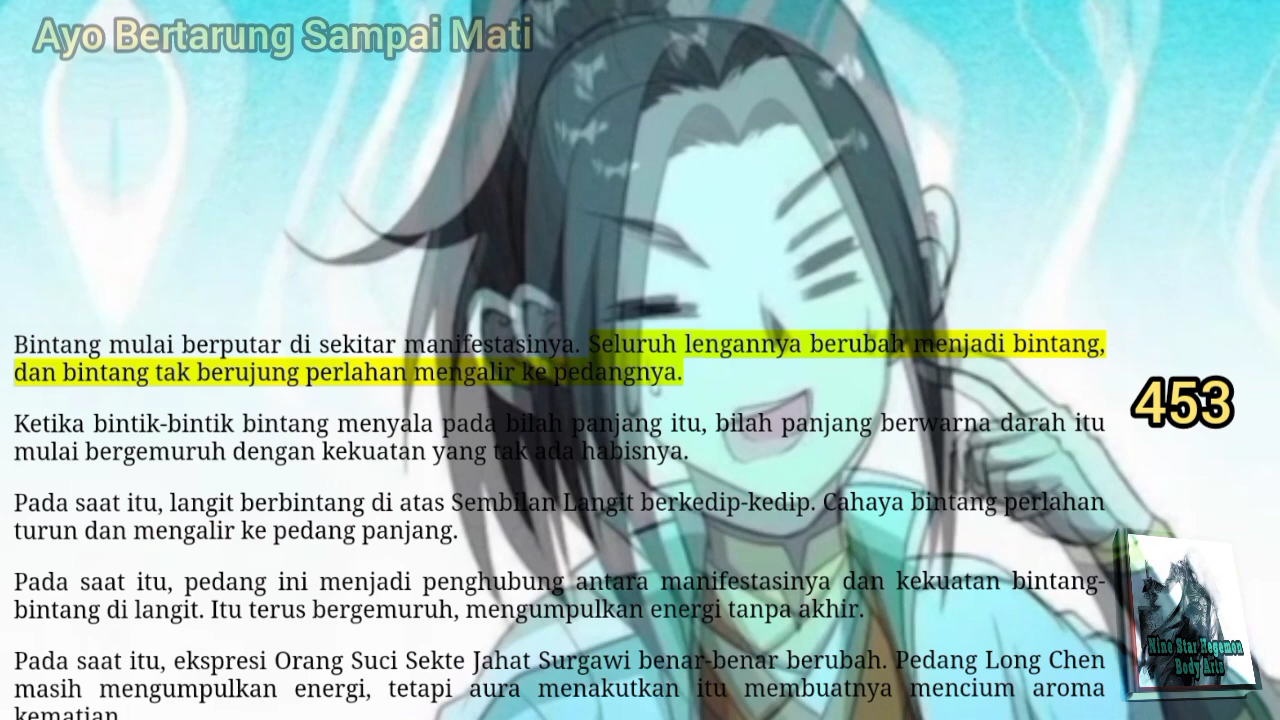 Ayo Bertarung Sampai Mati
Bintang mulai berputar di sekitar manifestasinya. Seluruh lengannya berubah menjadi bintang,
dan bintang tak berujung perlahan mengalir ke pedangnya.
Ketika bintik-bintik bintang menyala pada bilah panjang itu, bilah panjang berwarna darah itu
mulai bergemuruh dengan kekuatan yang tak ada habisnya.
Pada saat itu, langit berbintang di atas Sembilan Langit berkedip-kedip. Cahaya bintang perlahan
turun dan mengalir ke pedang panjang.
Pada saat itu, pedang ini menjadi penghubung antara manifestasinya dan kekuatan bintang-
bintang di langit. Itu terus bergemuruh, mengumpulkan energi tanpa akhir.
Pada saat itu, ekspresi Orang Suci Sekte Jahat Surgawi benar-benar berubah. Pedang Long Chen
masih mengumpulkan energi, tetapi aura menakutkan itu membuatnya mencium aroma
kematian.
453
Nine Star Hegemon
Body Arts